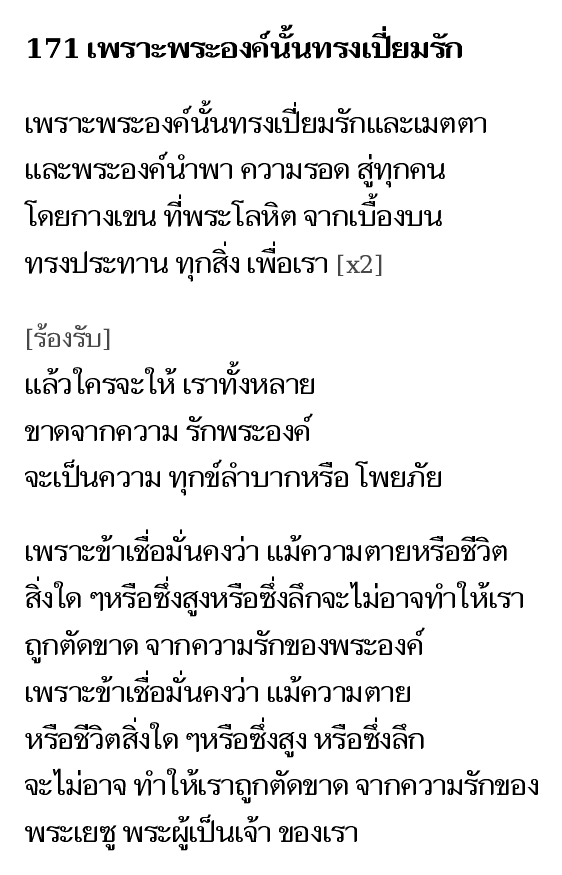 171 เพราะพระองค์นั้นทรงเปี่ยมรัก
เพราะพระองค์นั้นทรงเปี่ยมรักและเมตตา
และพระองค์นำพา ความรอด สู่ทุกคน
โดยกางเขน ที่พระโลหิต จากเบื้องบน
ทรงประทาน ทุกสิ่ง เพื่อเรา [x2]
[ร้องรับ]
แล้วใครจะให้ เราทั้งหลาย
ขาดจากความ รักพระองค์
จะเป็นความ ทุกข์ลำบากหรือ โพยภัย
เพราะข้าเชื่อมั่นคงว่า แม้ความตายหรือชีวิต
สิ่งใด ๆหรือซึ่งสูงหรือซึ่งลึกจะไม่อาจทำให้เรา
ถูกตัดขาด จากความรักของพระองค์
เพราะข้าเชื่อมั่นคงว่า แม้ความตาย
หรือชีวิตสิ่งใด ๆหรือซึ่งสูง หรือซึ่งลึก
จะไม่อาจ ทำให้เราถูกตัดขาด จากความรักของ
พระเยซู พระผู้เป็นเจ้า ของเรา